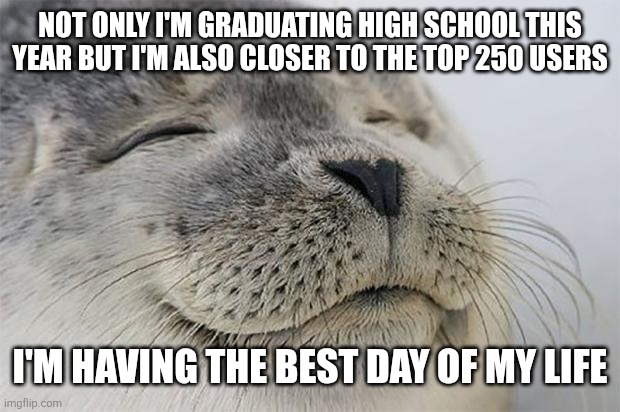 NOT ONLY I'M GRADUATING HIGH SCHOOL THIS
YEAR BUT I'M ALSO CLOSER TO THE TOP 250 USERS
I'M HAVING THE BEST DAY OF MY LIFE
imgflip.com